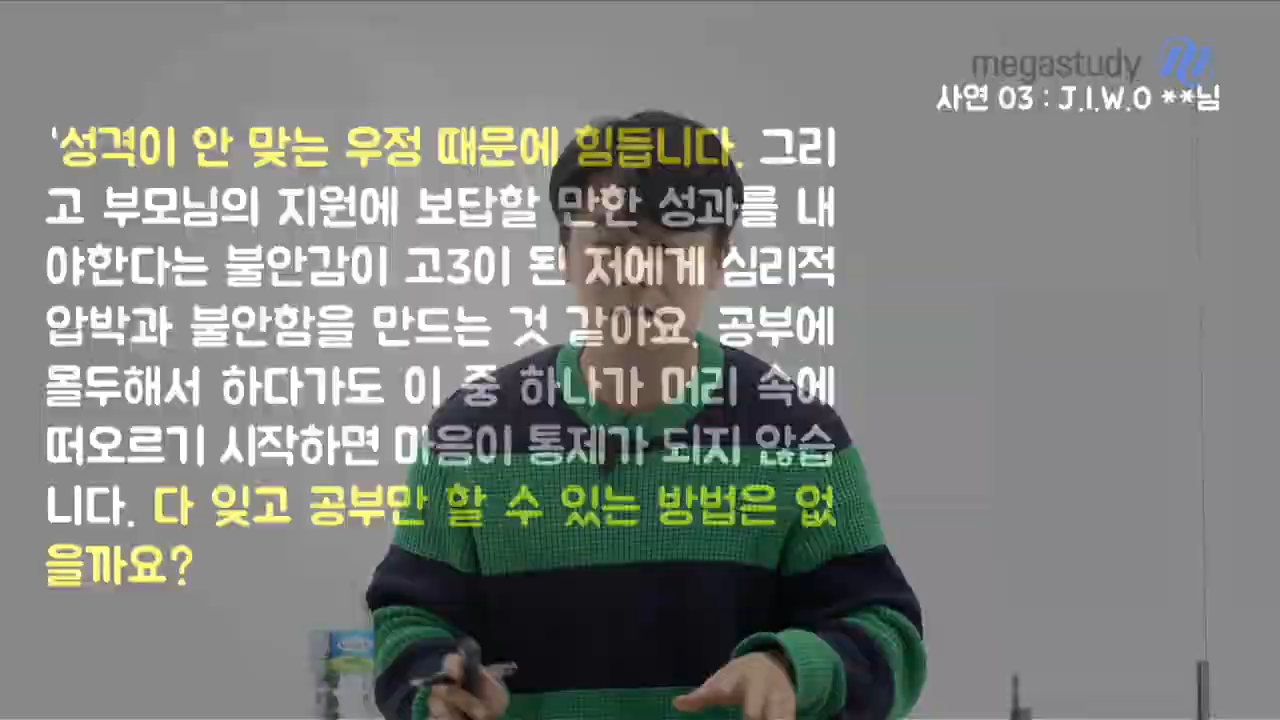 megastudy
사연 03 : J.I.W.O **님
'성격이 안 맞는 우정 때문에 힘듭니다. 그리
고 부모님의 지원에 보답할 만한 성과를 내
야한다는 불안감이 고3이 된 저에게 심리적
압박과 불안함을 만드는 것 같아요. 공부에
몰두해서 하다가도 이 중 하나가 머리 속에
떠오르기 시작하면 마음이 통제가 되지 않습
니다. 다 잊고 공부만 할 수 있는 방법은 없
을까요?